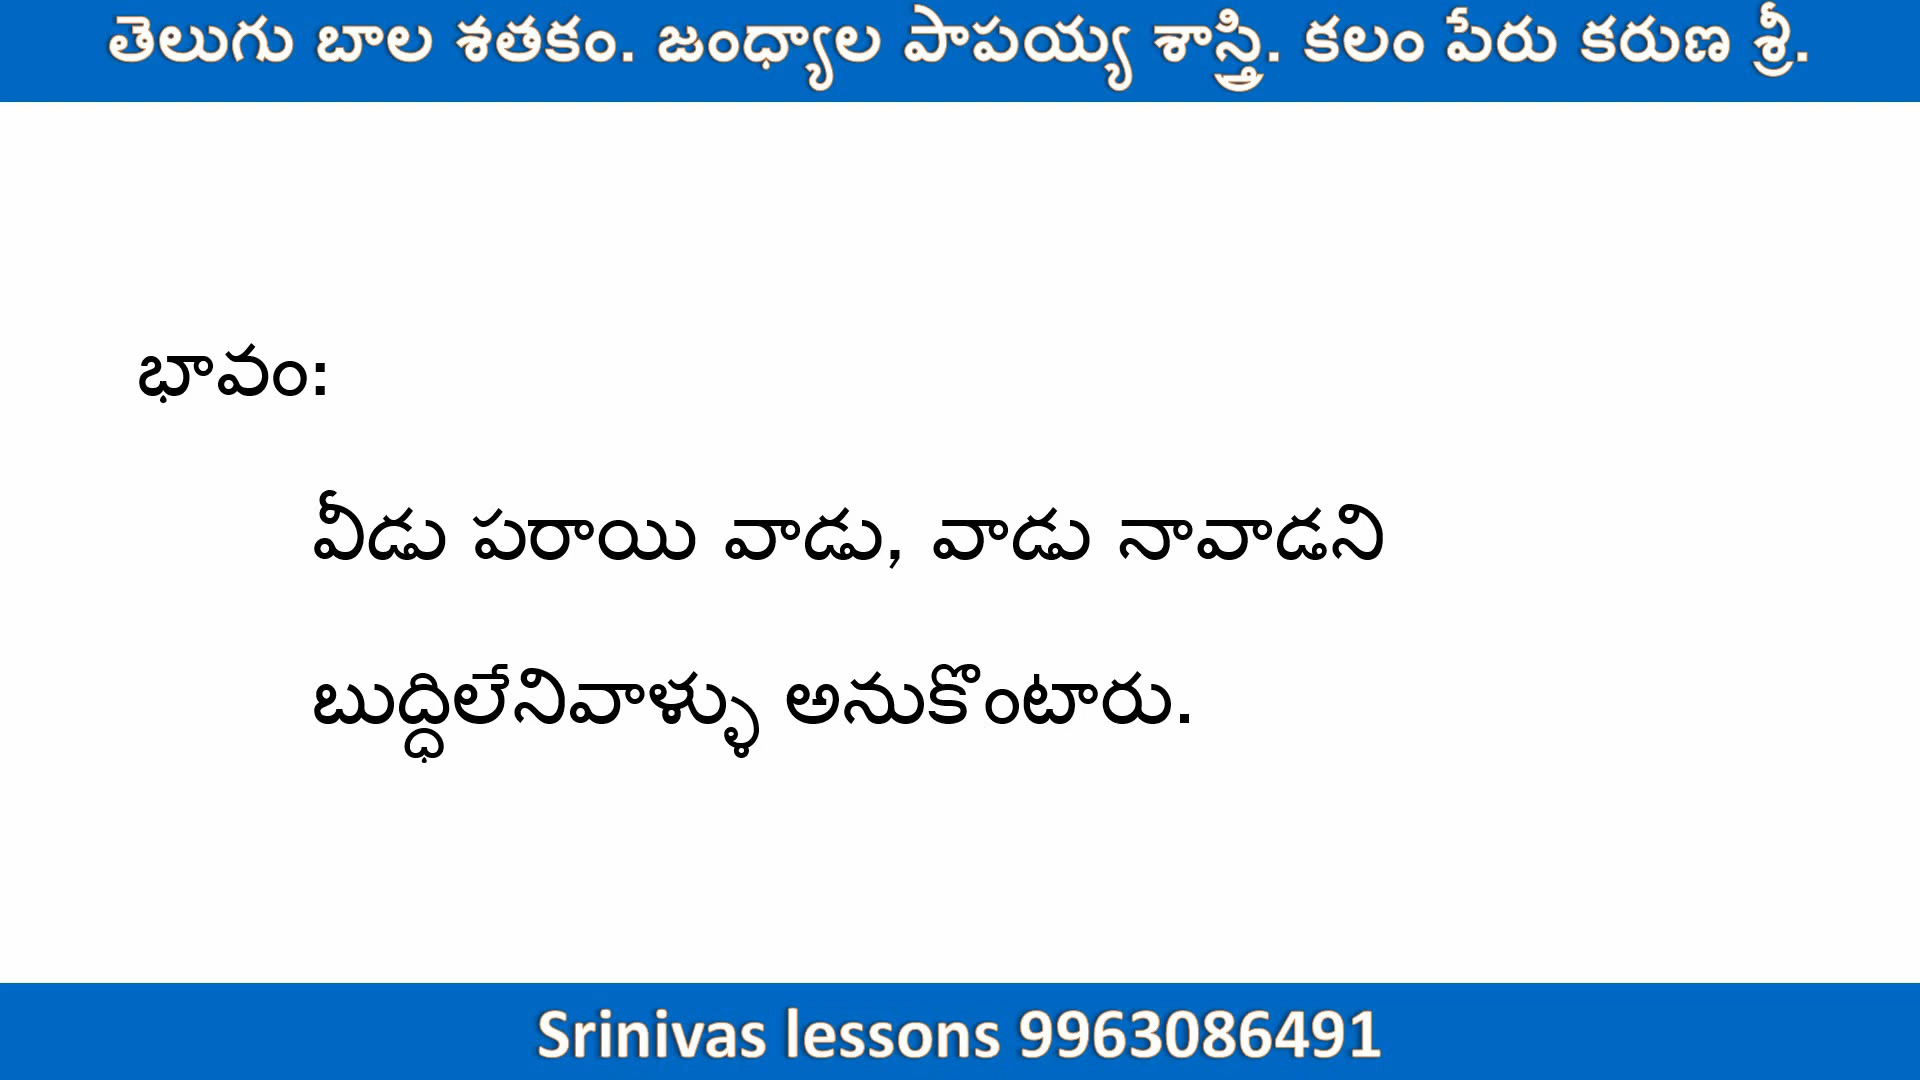 తెలుగు బాల శతకం. జంధ్యాల పాపయ్య శాస్త్రి. కలం పేరు కరుణ శ్రీ.
భావం:
వీడు పరాయి వాడు, వాడు నావాడని
బుద్ధిలేనివాళ్ళు అనుకొంటారు.
Srinivas lessons 9963086491